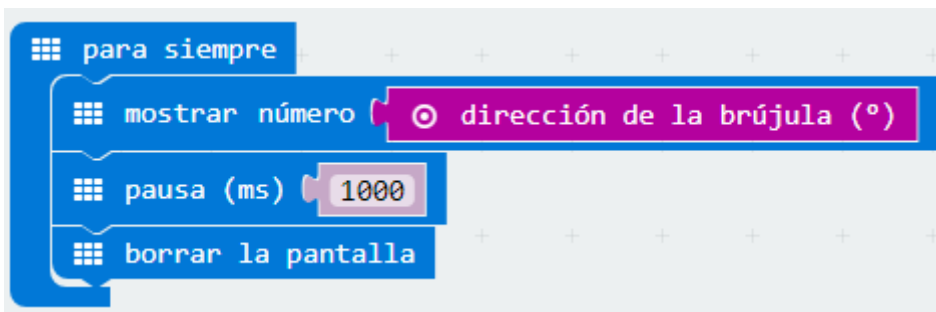 para siempre
mostrar número dirección de la brújula (º)
pausa (ms) 1000
borrar la pantalla